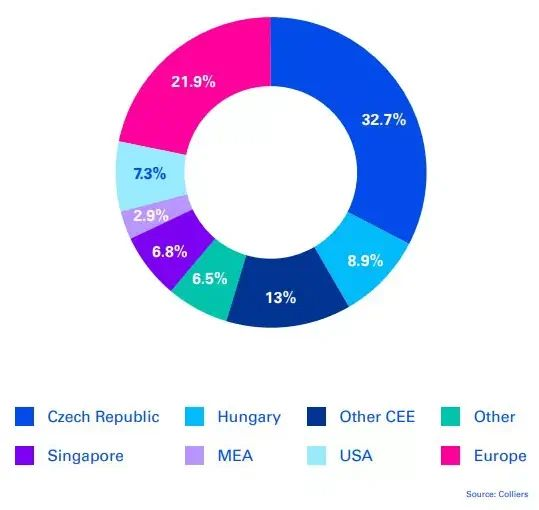 21.9%
32.7%
7.3%
2.9%
6.8%
8.9%
6.5%
13%
Czech Republic Hungary Other CEE Other
Singapore MEA USA Europe
Source: Colliers